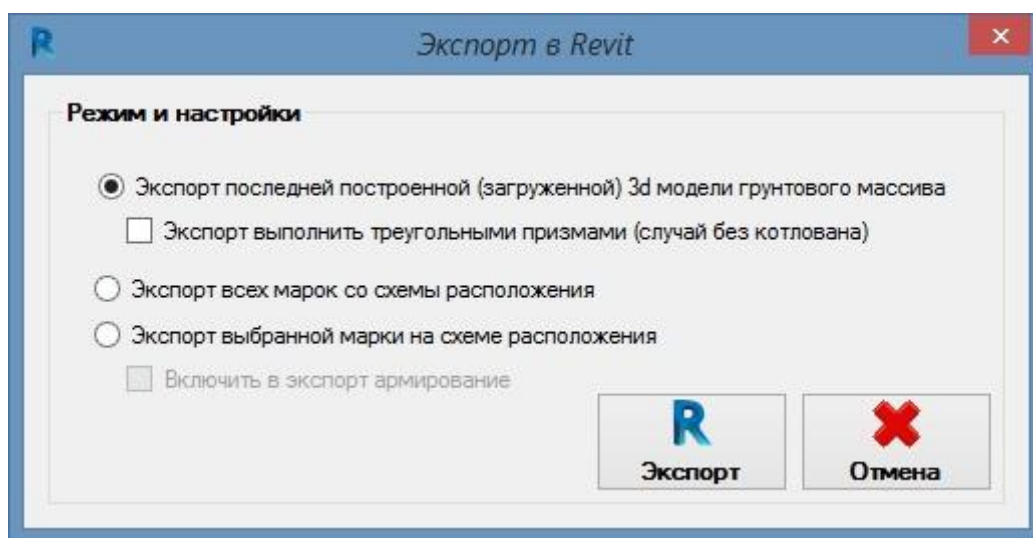 Экспорт в Revit
Режим и настройки
Экспорт последней построенной (загруженной) 3d модели грунтового массива
Экспорт выполнить треугольными призмами (случай без котлована)
Экспорт всех марок со схемы расположения
Экспорт выбранной марки на схеме расположения
Включить в экспорт армирование
Экспорт
Отмена